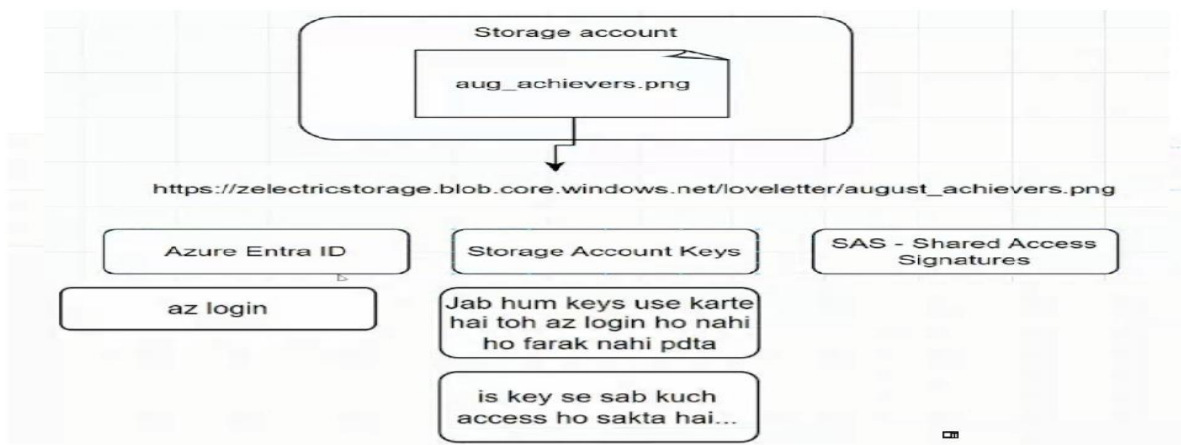 Storage account
aug_achievers.png
https://zelectricstorage.blob.core.windows.net/loveletter/august_achievers.png
Azure Entra ID
Storage Account Keys
SAS - Shared Access
Signatures
az login
Jab hum keys use karte
hai toh az login ho nahi
ho farak nahi pdta
is key se sab kuch
access ho sakta hai...